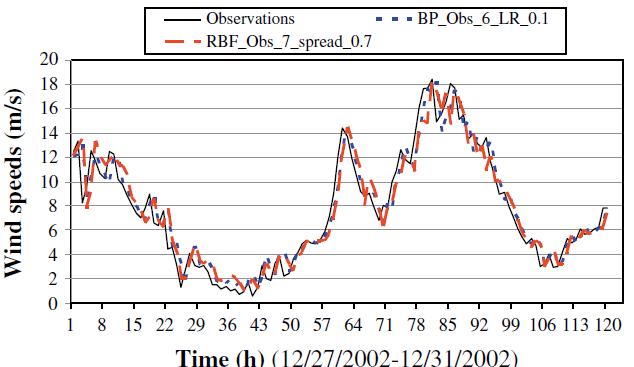 Observations
BP_Obs_6_LR_0.1
RBF_Obs_7_spread_0.7
Wind speeds (m/s)
20
18
16
14
12
10
8
6
4
2
0
1 8 15 22 29 36 43 50 57 64 71 78 85 92 99 106 113 120
Time (h) (12/27/2002-12/31/2002)